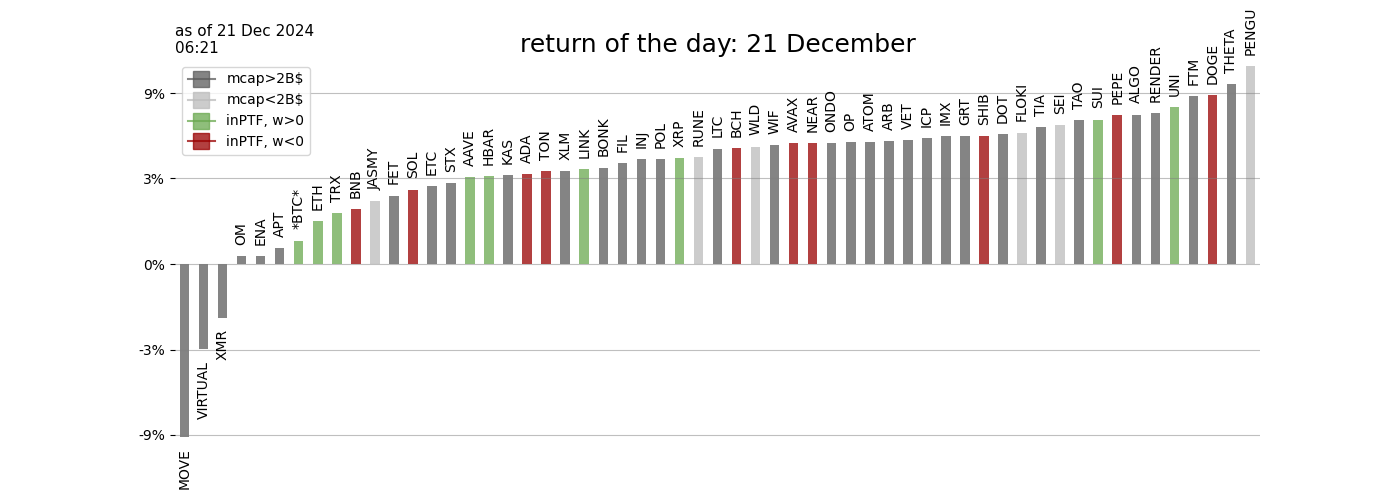 as of 21 Dec 2024
06:21
return of the day: 21 December
mcap>2B$
mcap<2B$
inPTF, w>0
inPTF, w<0
9%
3%
0%
-3%
-9%
MOVE
VIRTUAL
XMR
OM
ENA
APT
*BTC*
ETH
TRX
BNB
JASMY
FET
SOL
ETC
STX
AAVE
HBAR
KAS
ADA
TON
XLM
LINK
BONK
FIL
INJ
POL
XRP
RUNE
LTC
BCH
WLD
WIF
AVAX
NEAR
ONDO
OP
ATOM
ARB
VET
ICP
IMX
GRT
SHIB
DOT
FLOKI
TIA
SEI
TAO
SUI
PEPE
ALGO
RENDER
UNI
FTM
DOGE
THETA
PENGU